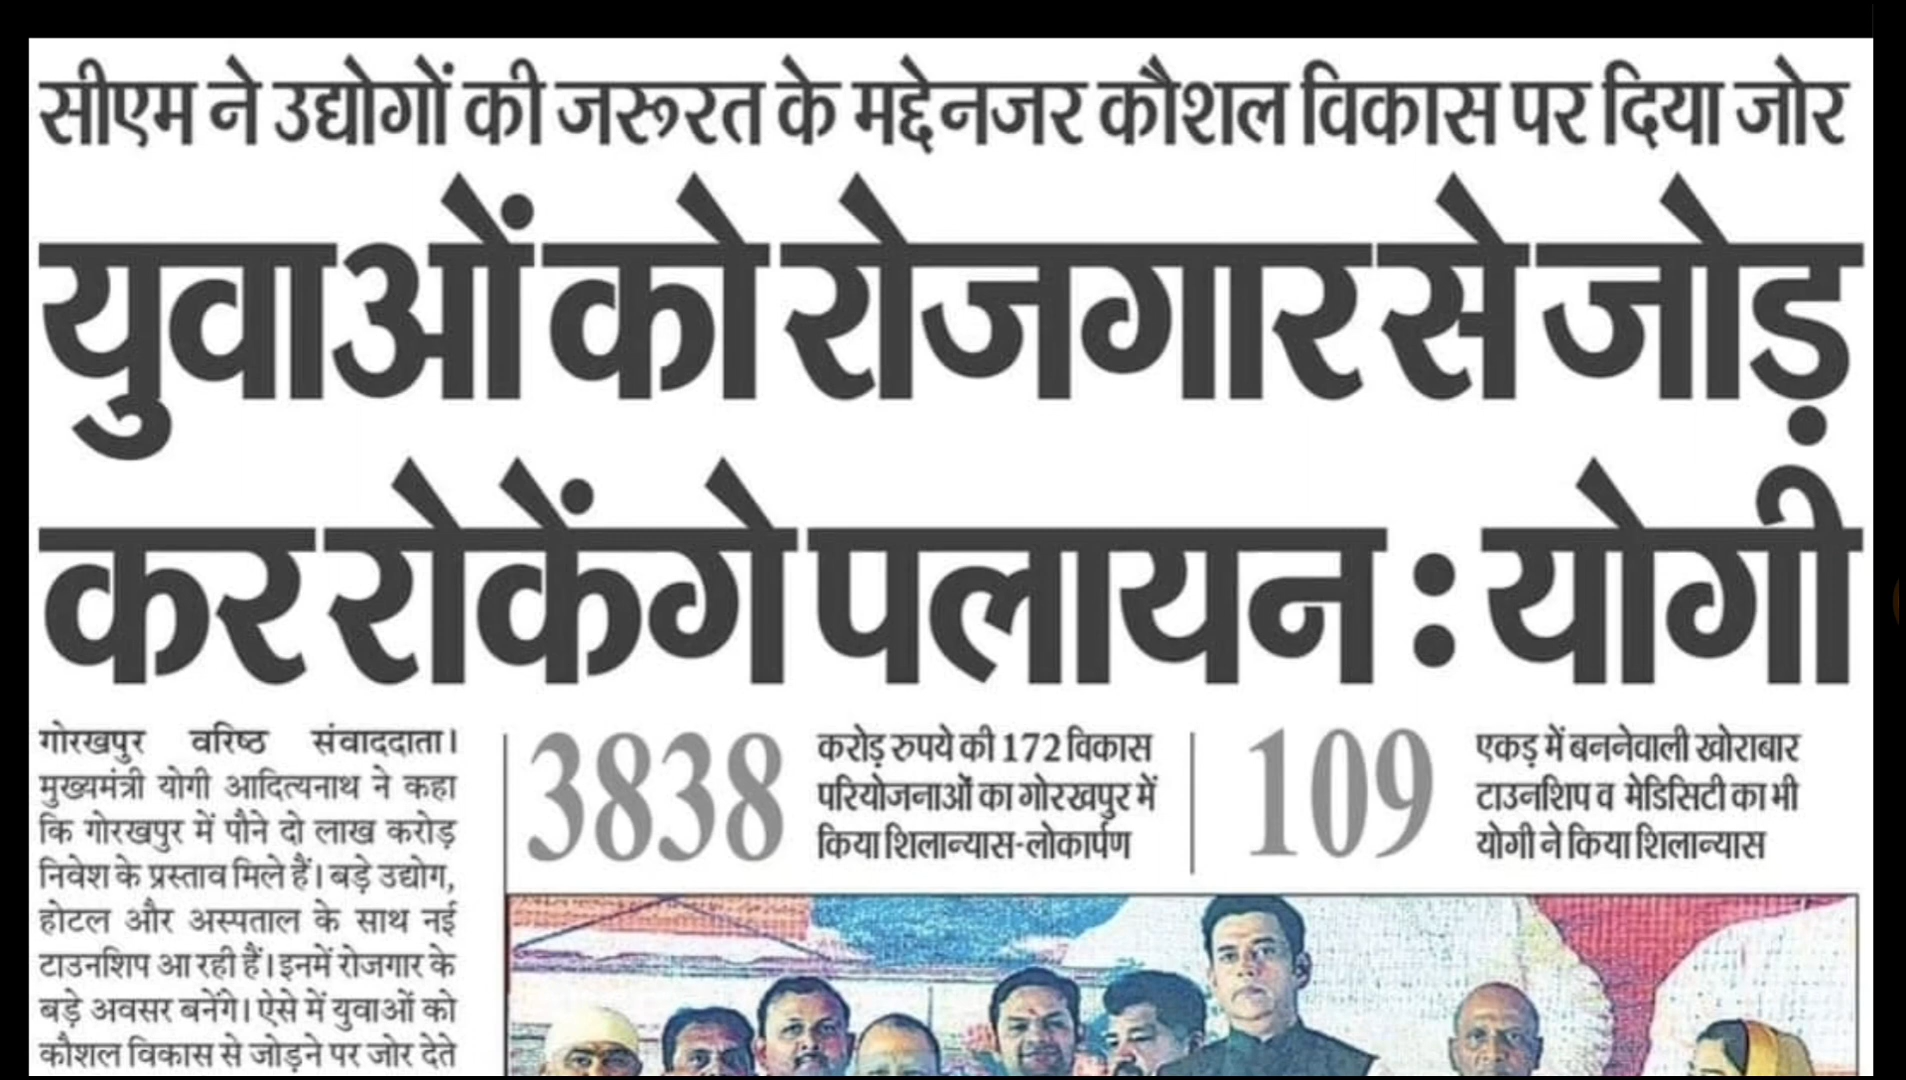 सीएम ने उद्योगों की जरूरत के मद्देनजर कौशल विकास पर दिया जोर
युवाओं को रोजगार से जोड़
कर रोकेंगे पलायन : योगी
गोरखपुर वरिष्ठ संवाददाता।
मुख्यमंत्री योगी आदित्यनाथ ने कहा
कि गोरखपुर में पौने दो लाख करोड़
निवेश के प्रस्ताव मिले हैं। बड़े उद्योग,
होटल और अस्पताल के साथ नई
टाउनशिप आ रही हैं। इनमें रोजगार के
बड़े अवसर बनेंगे। ऐसे में युवाओं को
कौशल विकास से जोड़ने पर जोर देते
3838
करोड़ रुपये की 172 विकास
परियोजनाओं का गोरखपुर में
किया शिलान्यास-लोकार्पण
109
एकड़ में बननेवाली खोराबार
टाउनशिप व मेडिसिटी का भी
योगी ने किया शिलान्यास